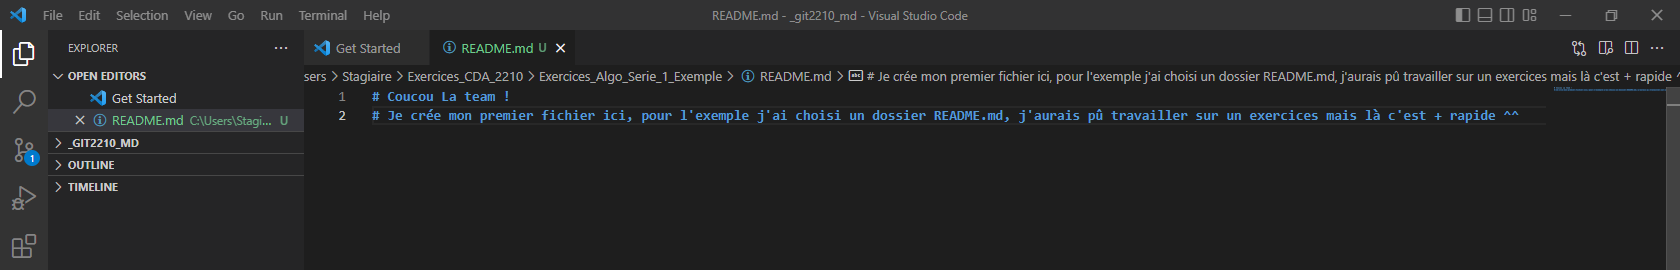 File Edit Selection View Go Run Terminal Help README.md - _git2210_md - Visual Studio Code
EXPLORER ··· Get Started README.md U
OPEN EDITORS
Get Started
README.md C:\Users\Stagi... U
_GIT2210_MD
OUTLINE
TIMELINE
1
sers > Stagiaire > Exercices_CDA_2210 > Exercices_Algo_Serie_1_Exemple > README.md > # Je crée mon premier fichier ici, pour l'exemple j'ai choisi un dossier README.md, j'aurais pû travailler sur un exercices mais là c'est + rapide ^
1 # Coucou La team !
2 # Je crée mon premier fichier ici, pour l'exemple j'ai choisi un dossier README.md, j'aurais pû travailler sur un exercices mais là c'est + rapide ^^